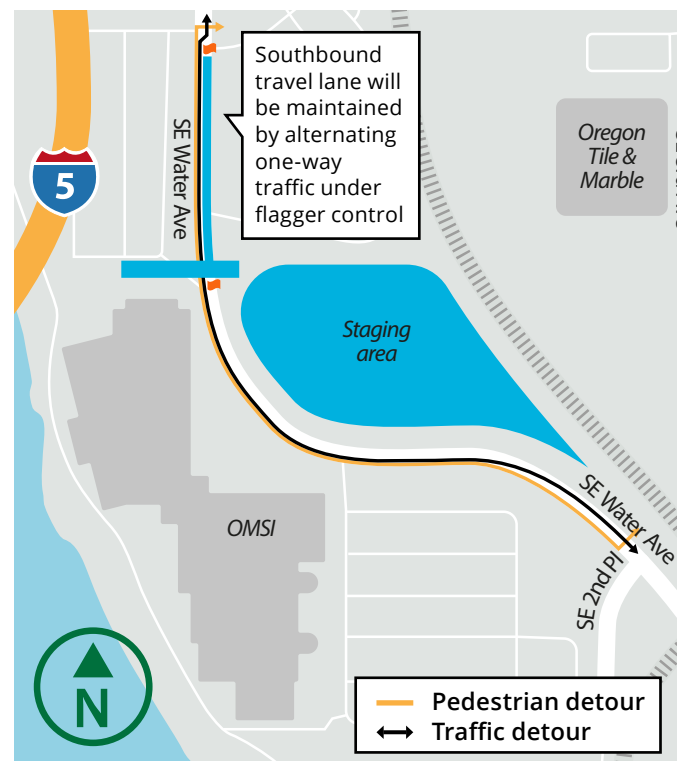 Southbound
travel lane will
be maintained
by alternating
one-way
traffic under
flagger control
SE Water Ave
5
Oregon
Tile &
Marble
Staging
area
OMSI
SE Water Ave
SE 2nd Pl
N
Pedestrian detour
Traffic detour